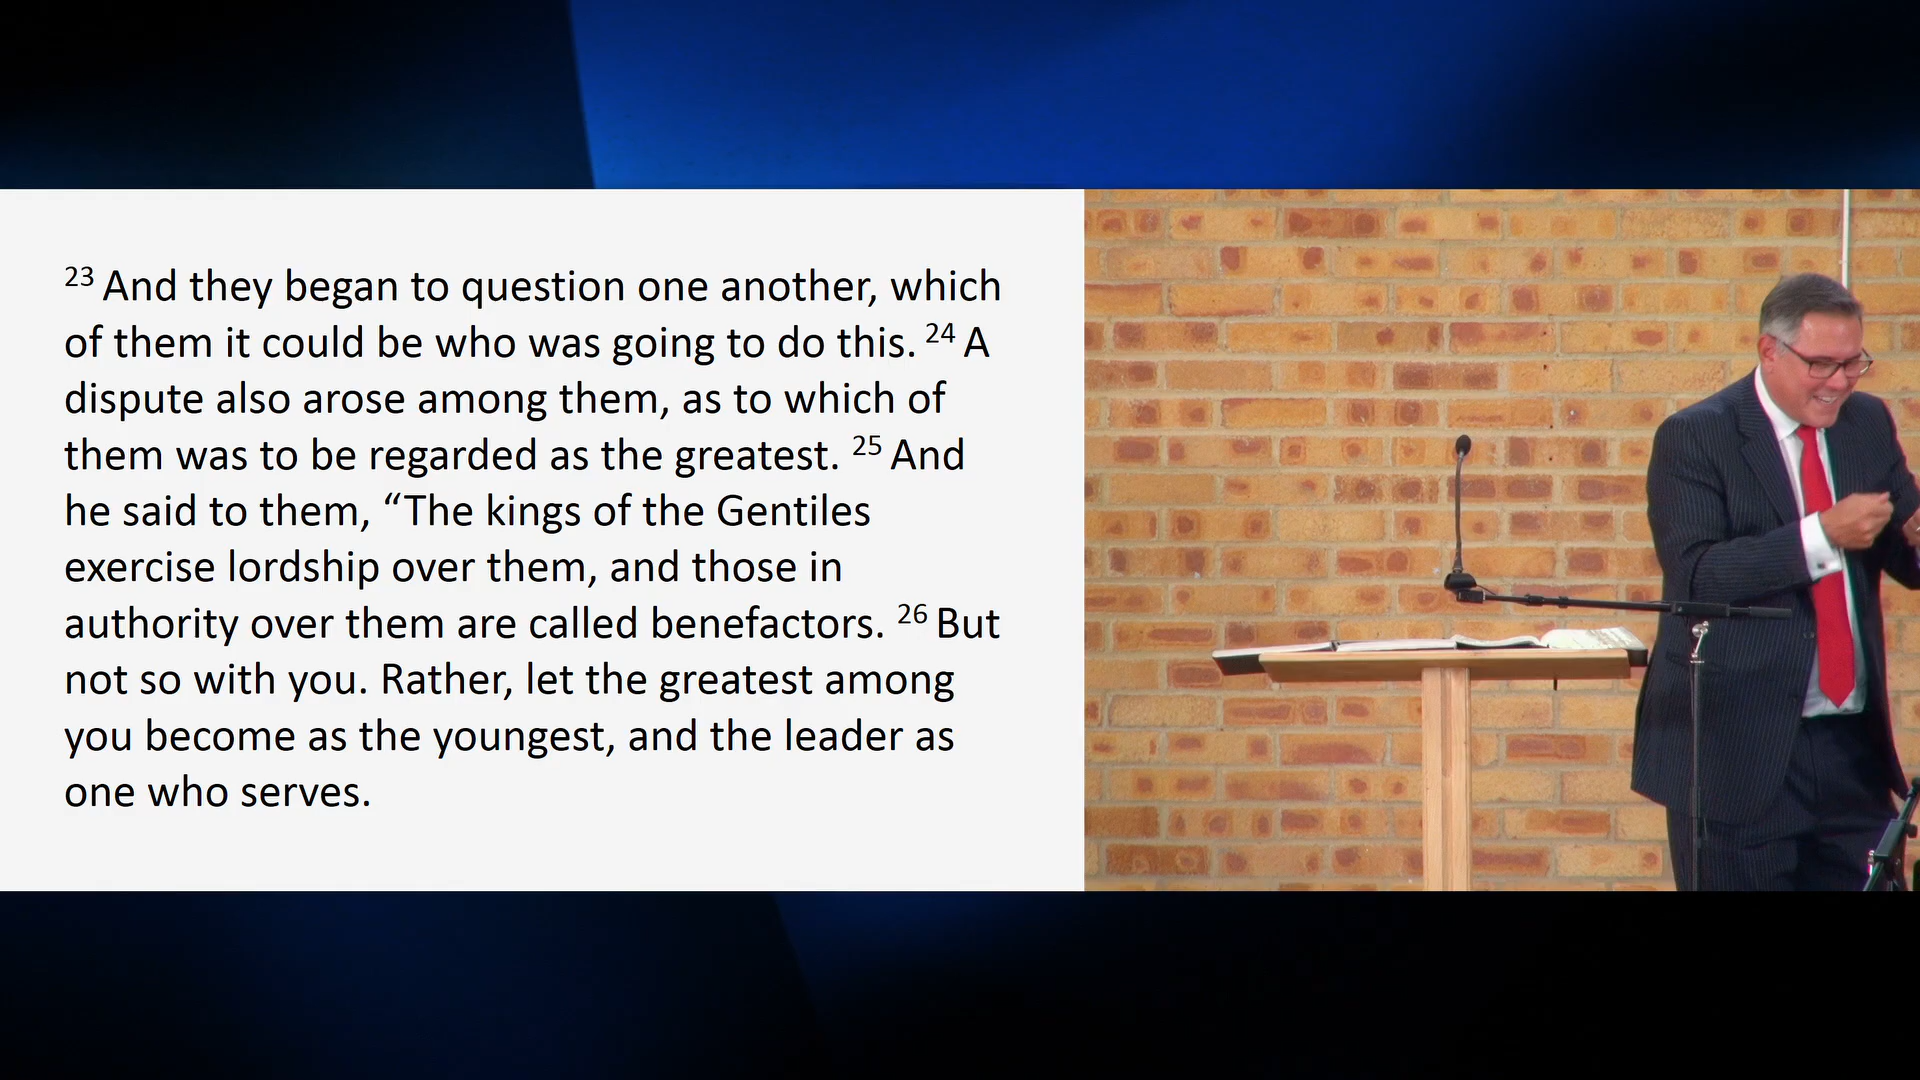 23 And they began to question one another, which
of them it could be who was going to do this. 24 A
dispute also arose among them, as to which of
them was to be regarded as the greatest. 25 And
he said to them, “The kings of the Gentiles
exercise lordship over them, and those in
authority over them are called benefactors. 26 But
not so with you. Rather, let the greatest among
you become as the youngest, and the leader as
one who serves.